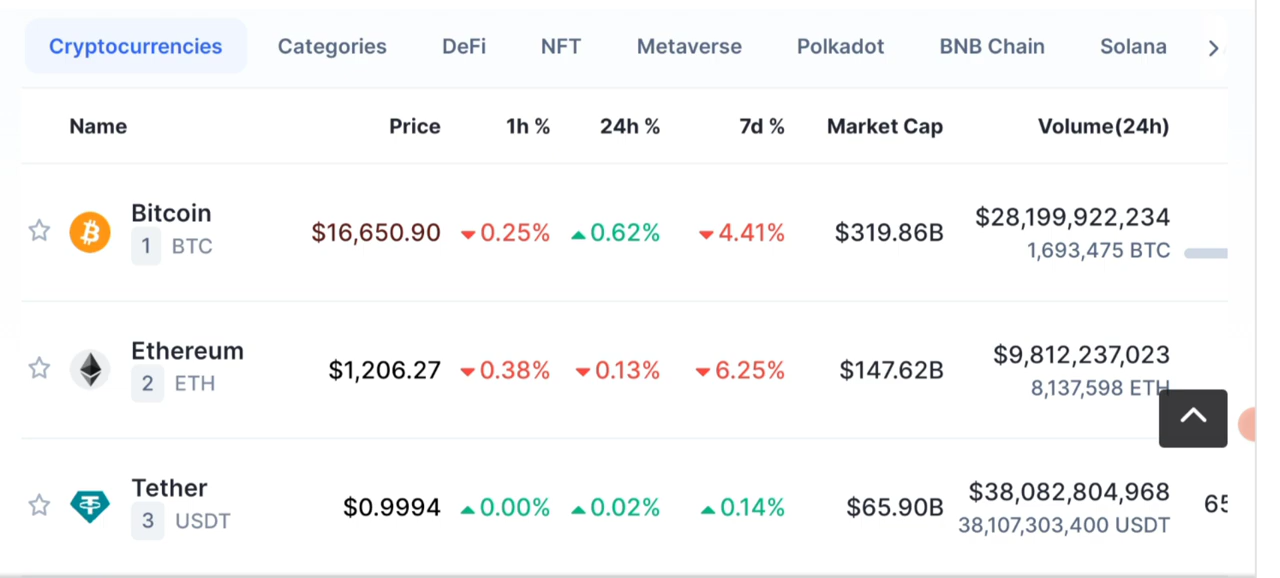 Cryptocurrencies Categories DeFi NFT Metaverse Polkadot BNB Chain Solana
Name Price 1h % 24h % 7d % Market Cap Volume(24h)
Bitcoin
1 BTC
$16,650.90 0.25% 0.62% 4.41% $319.86B
$28,199,922,234
1,693,475 BTC
Ethereum
2 ETH
$1,206.27 0.38% 0.13% 6.25% $147.62B
$9,812,237,023
8,137,598 ETH
Tether
3 USDT
$0.9994 0.00% 0.02% 0.14% $65.90B
$38,082,804,968
38,107,303,400 USDT